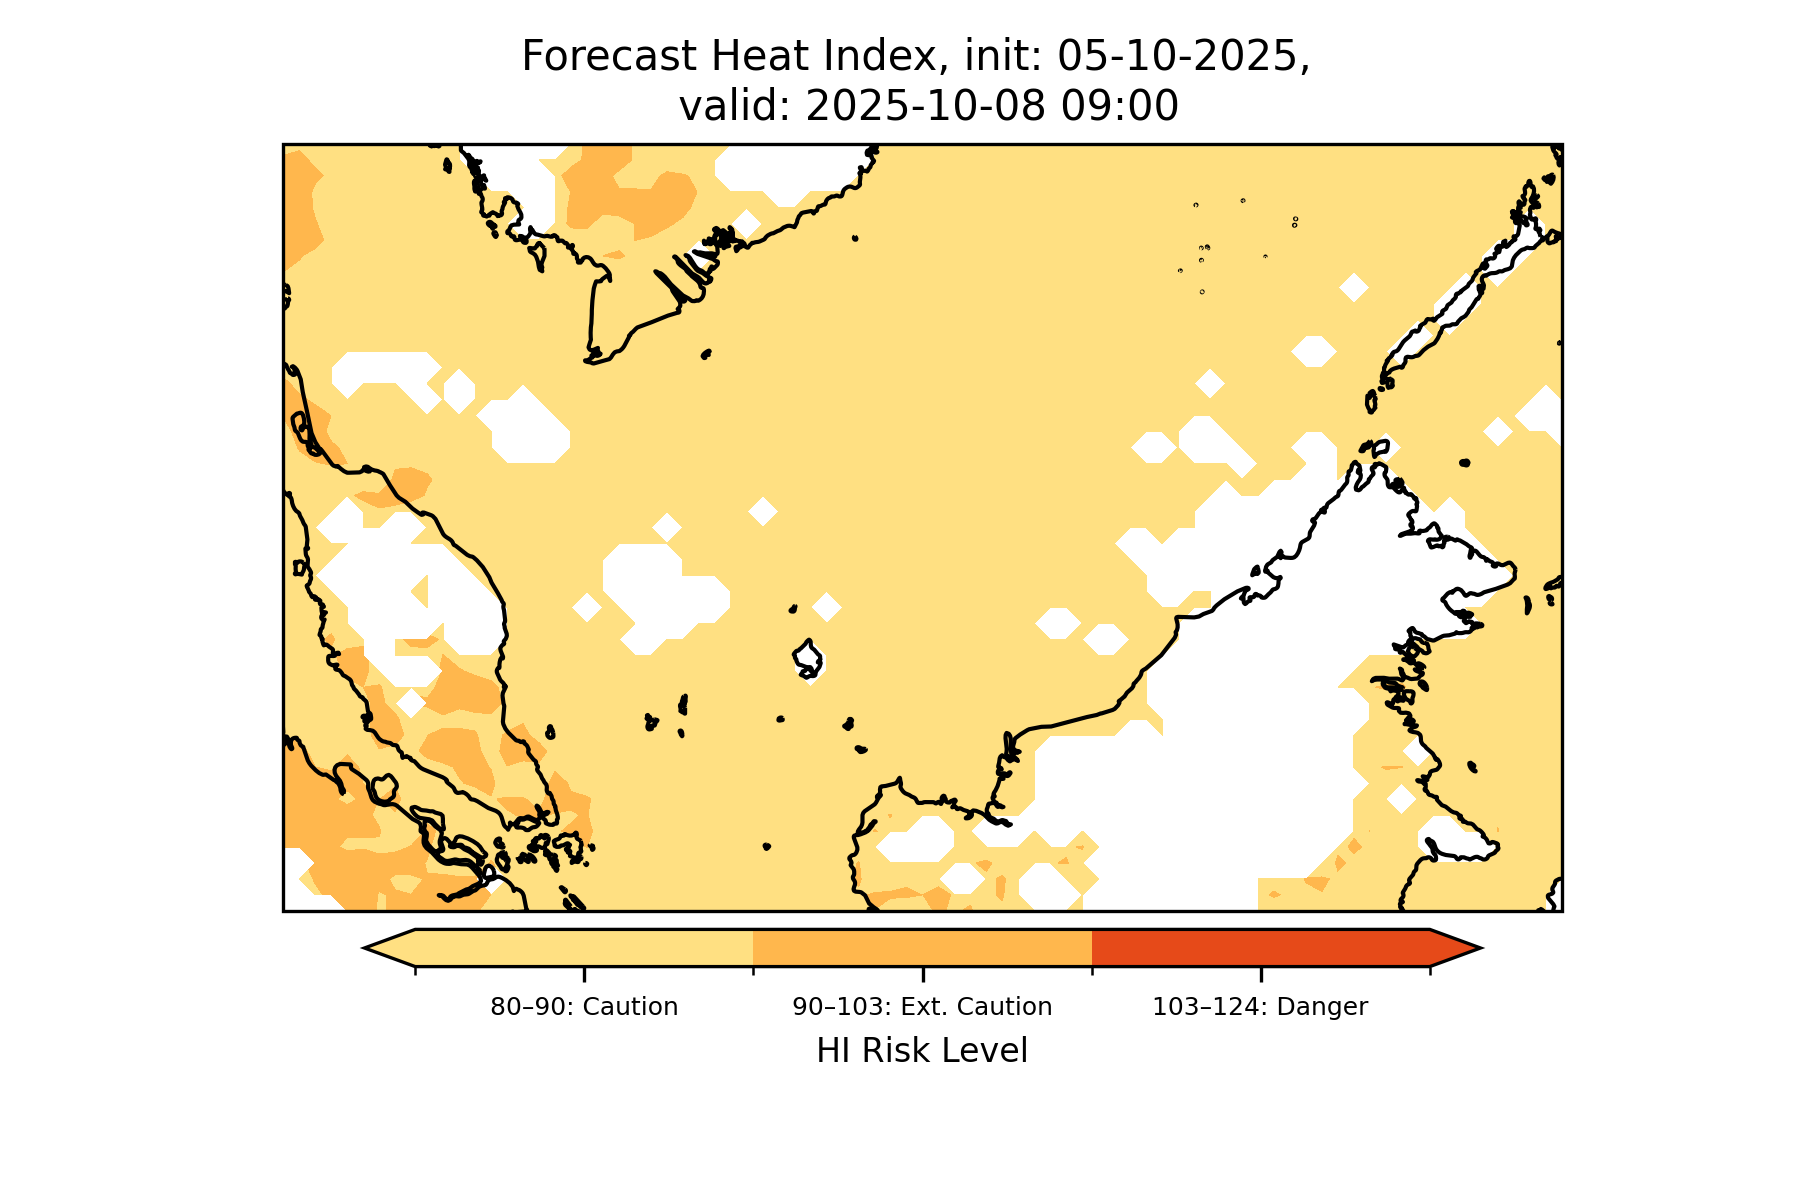 Forecast Heat Index, init: 05-10-2025,
valid: 2025-10-08 09:00
80–90: Caution
90–103: Ext. Caution
103–124: Danger
HI Risk Level